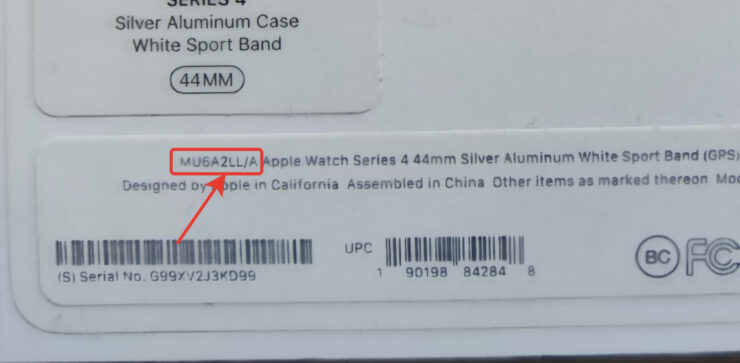 SERIES 4
Silver Aluminum Case
White Sport Band
44MM
MU6A2LL/A Apple Watch Series 4 44mm Silver Aluminum White Sport Band (GPS)
Designed by Apple in California Assembled in China Other items as marked thereon
UPC
(S) Serial No. G99XV2J3KD99
1 90198 84284 8
BC FC